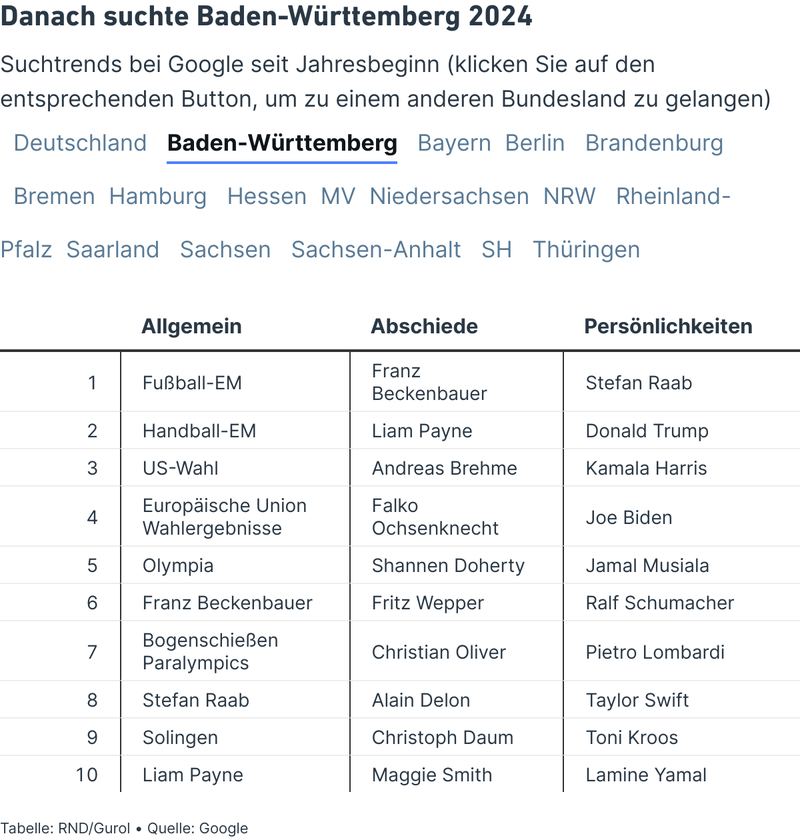 Danach suchte Baden-Württemberg 2024
Suchtrends bei Google seit Jahresbeginn (klicken Sie auf den
entsprechenden Button, um zu einem anderen Bundesland zu gelangen)
Deutschland Baden-Württemberg Bayern Berlin Brandenburg
Bremen Hamburg Hessen MV Niedersachsen NRW Rheinland-
Pfalz Saarland Sachsen Sachsen-Anhalt SH Thüringen
Allgemein Abschiede Persönlichkeiten
1 Fußball-EM Franz Beckenbauer Stefan Raab
2 Handball-EM Liam Payne Donald Trump
3 US-Wahl Andreas Brehme Kamala Harris
4 Europäische Union Wahlergebnisse Falko Ochsenknecht Joe Biden
5 Olympia Shannen Doherty Jamal Musiala
6 Franz Beckenbauer Fritz Wepper Ralf Schumacher
7 Bogenschießen Paralympics Christian Oliver Pietro Lombardi
8 Stefan Raab Alain Delon Taylor Swift
9 Solingen Christoph Daum Toni Kroos
10 Liam Payne Maggie Smith Lamine Yamal
Tabelle: RND/Gurol • Quelle: Google